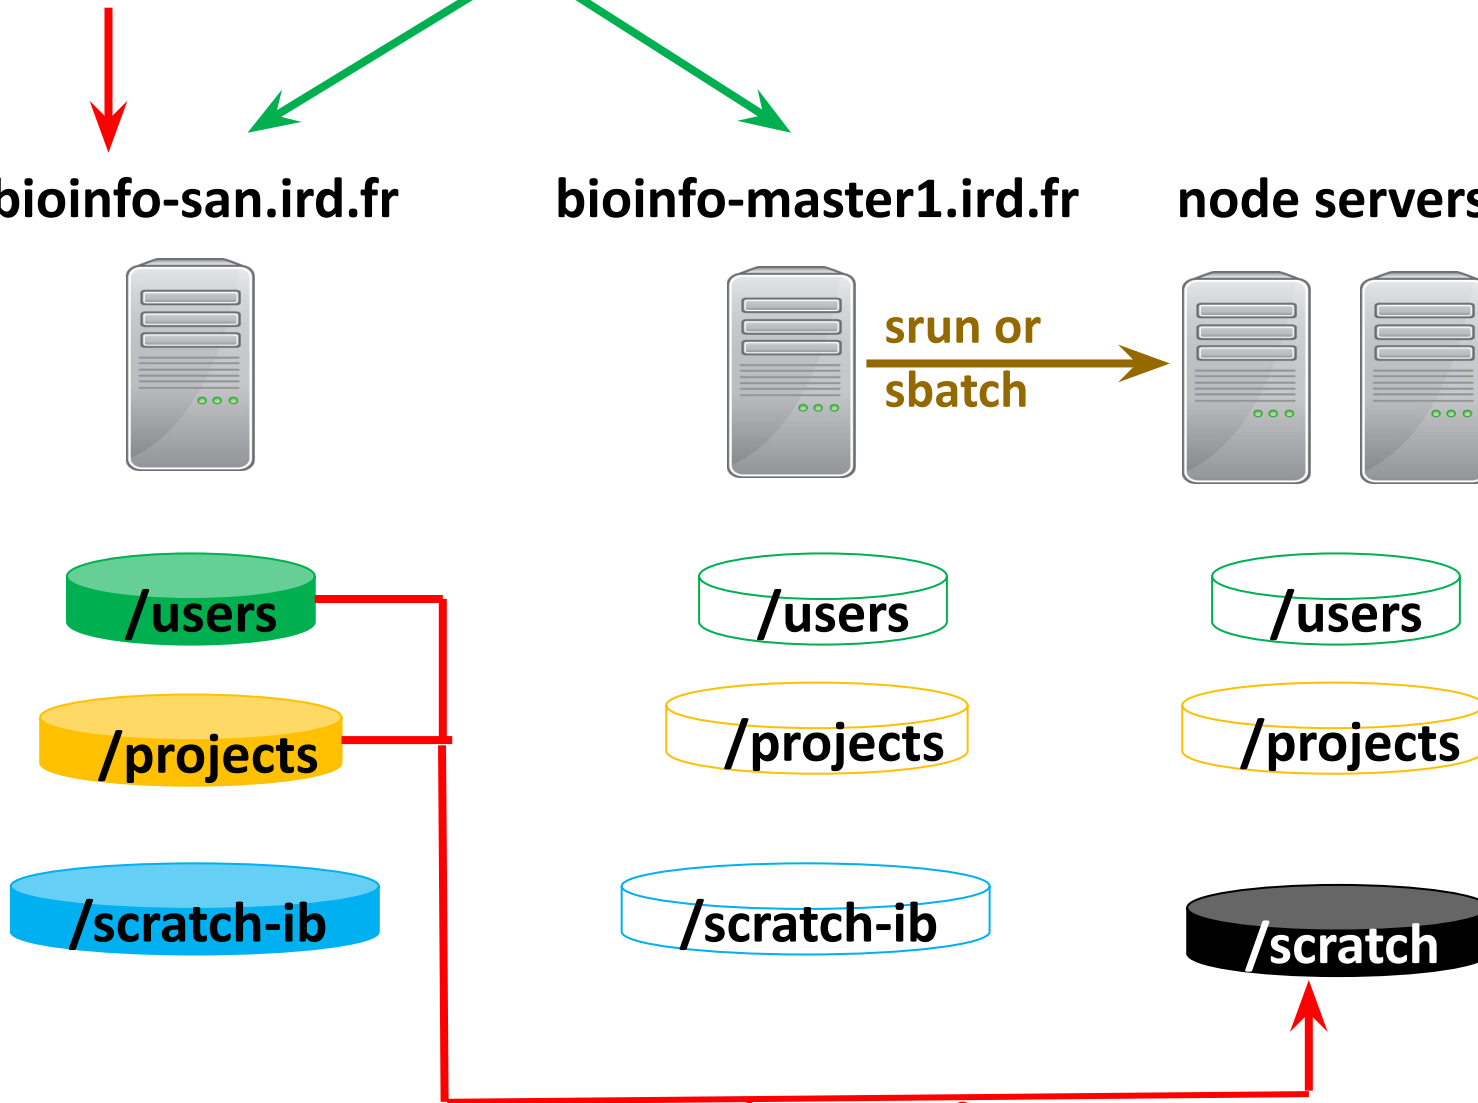 bioinfo-san.ird.fr
bioinfo-master1.ird.fr
node servers
srun or
sbatch
/users
/users
/users
/projects
/projects
/projects
/scratch-ib
/scratch-ib
/scratch